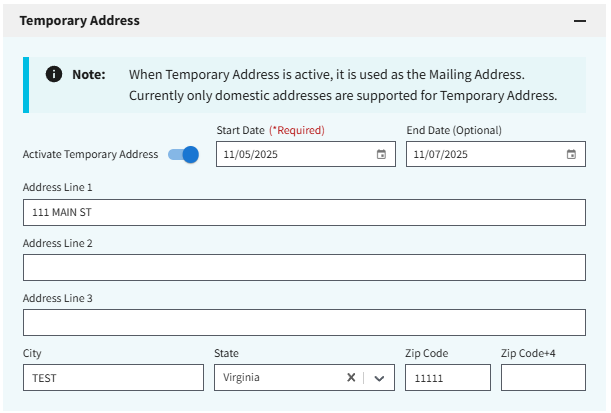 Temporary Address
Note: When Temporary Address is active, it is used as the Mailing Address.
Currently only domestic addresses are supported for Temporary Address.
Start Date (*Required) End Date (Optional)
Activate Temporary Address 11/05/2025 11/07/2025
Address Line 1
111 MAIN ST
Address Line 2
Address Line 3
City State Zip Code Zip Code+4
TEST Virginia 11111